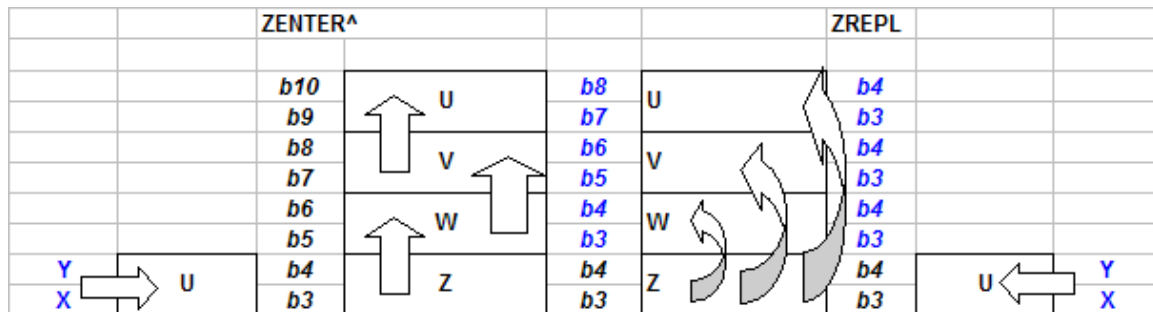 ZENTER^ ZREPL
b10 U b8 U b4
b9 b7 b3
b8 V b6 V b4
b7 b5 b3
b6 W b4 W b4
b5 b3 b3
Y U b4 Z b4 Z b4 U Y
X b3 b3 b3 X